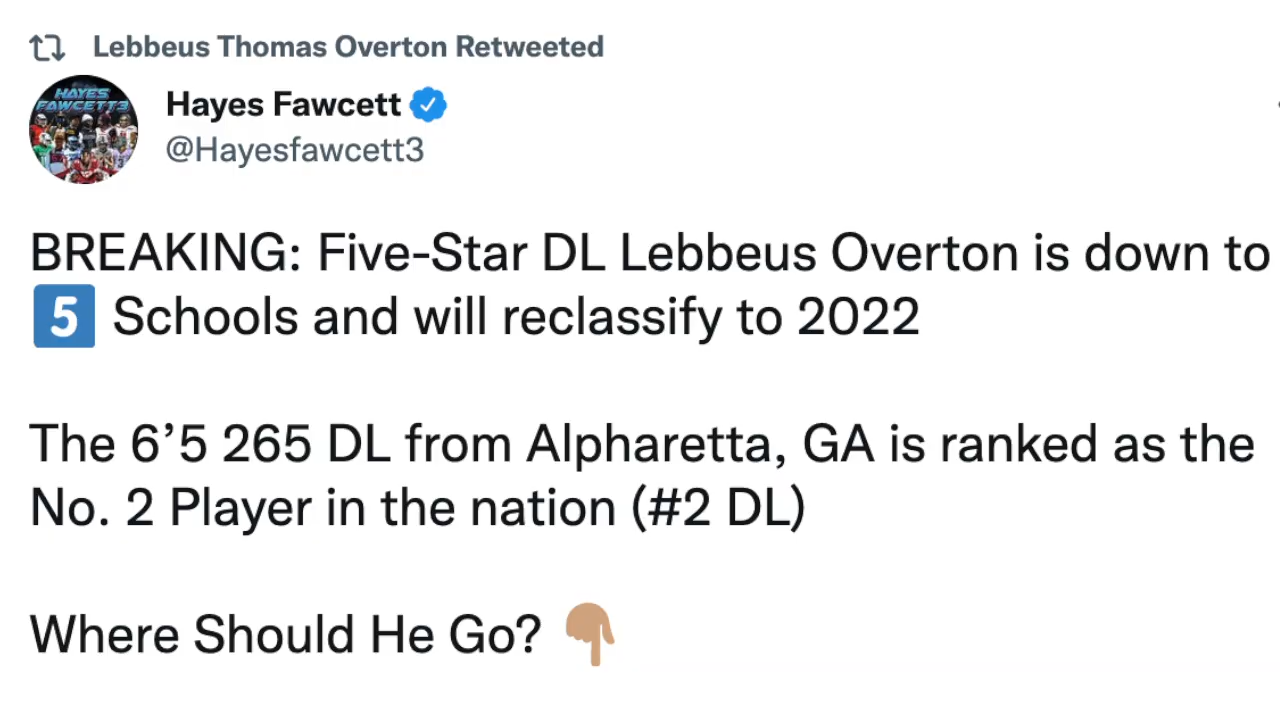 Lebbeus Thomas Overton Retweeted
HAYES
FAWCETT3
Hayes Fawcett
@Hayesfawcett3
BREAKING: Five-Star DL Lebbeus Overton is down to
5 Schools and will reclassify to 2022
The 6’5 265 DL from Alpharetta, GA is ranked as the
No. 2 Player in the nation (#2 DL)
Where Should He Go? 👇🏽